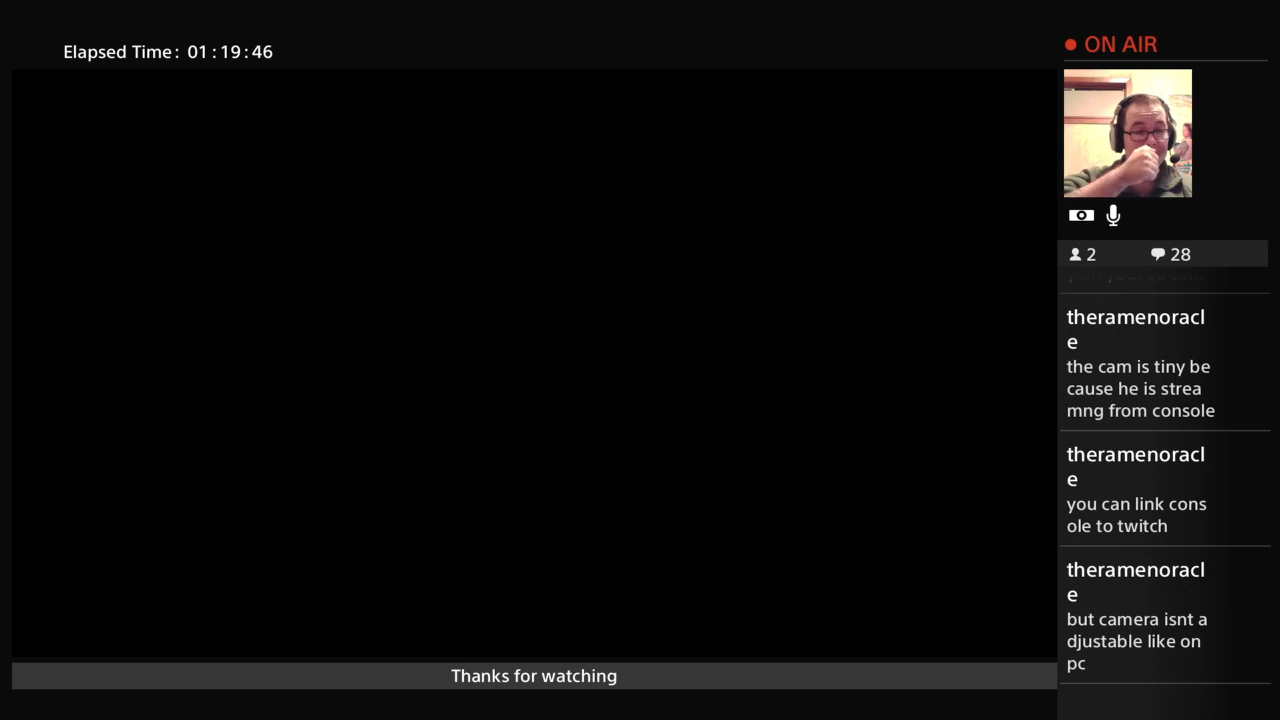 Elapsed Time: 01:19:46
ON AIR
2 28
theramenoracl
e
the cam is tiny be
cause he is strea
mng from console
theramenoracl
e
you can link cons
ole to twitch
theramenoracl
e
but camera isnt a
djustable like on
pc
Thanks for watching